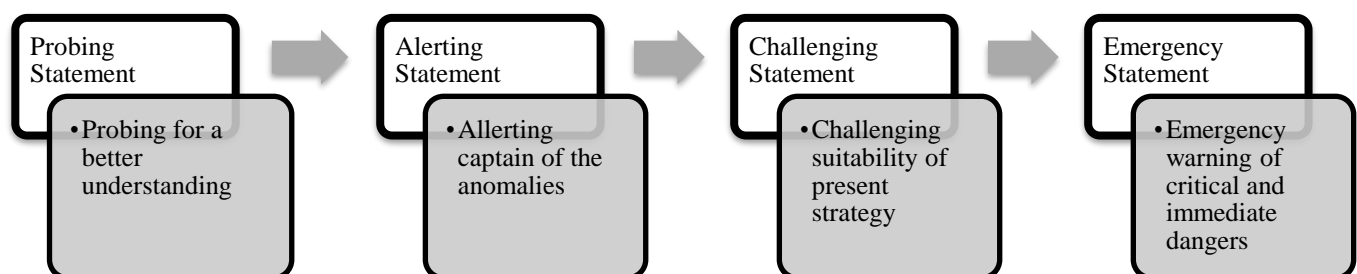 Probing
Statement
•Probing for a
better
understanding
Alerting
Statement
•Allerting
captain of the
anomalies
Challenging
Statement
•Challenging
suitability of
present
strategy
Emergency
Statement
•Emergency
warning of
critical and
immediate
dangers